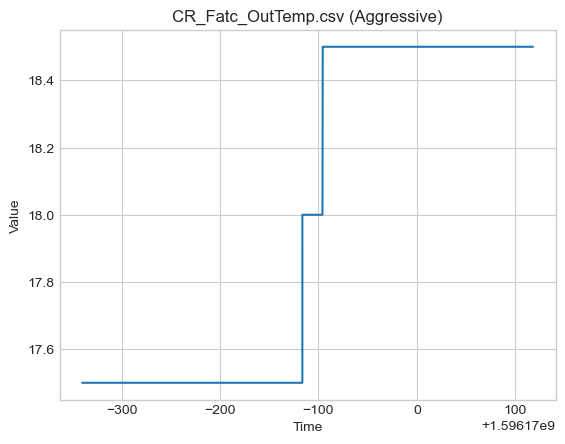 CR_Fatc_OutTemp.csv (Aggressive)
18.4
18.2
18.0
17.8
17.6
Value
−300
−200
−100
0
100
Time
+1.59617e9